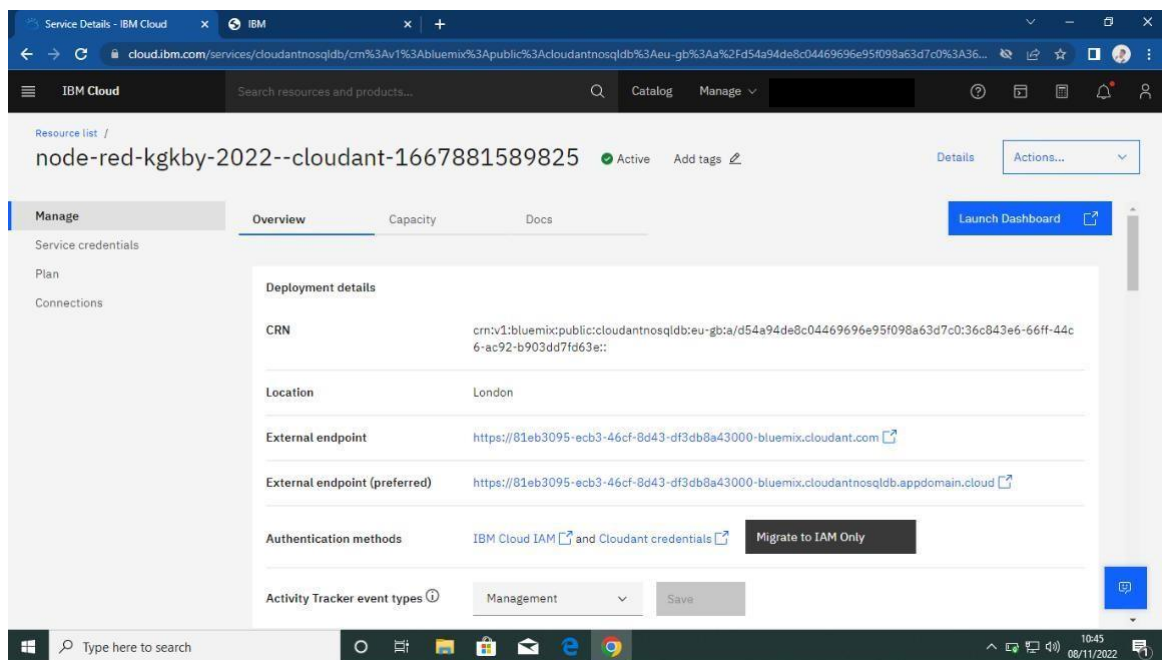 Service Details - IBM Cloud
IBM
cloud.ibm.com/services/cloudantnosqldb/crn%3Av1%3Abluemix%3Apublic%3Acloudantnosqldb%3Aeu-gb%3Aa%2Fd54a94de8c04469696e95f098a63d7c0%3A36...
IBM Cloud
Search resources and products...
Catalog
Manage
Resource list /
node-red-kgkby-2022--cloudant-1667881589825
Active
Add tags
Details
Actions...
Manage
Service credentials
Plan
Connections
Overview
Capacity
Docs
Launch Dashboard
Deployment details
CRN
crn:v1:bluemix:public:cloudantnosqldb:eu-gb:a/d54a94de8c04469696e95f098a63d7c0:36c843e6-66ff-44c
6-ac92-b903dd7fd63e::
Location
London
External endpoint
https://81eb3095-ecb3-46cf-8d43-df3db8a43000-bluemix.cloudant.com
External endpoint (preferred)
https://81eb3095-ecb3-46cf-8d43-df3db8a43000-bluemix.cloudantnosqldb.appdomain.cloud
Authentication methods
IBM Cloud IAM and Cloudant credentials
Migrate to IAM Only
Activity Tracker event types
Management
Save
Type here to search
10:45
08/11/2022
1